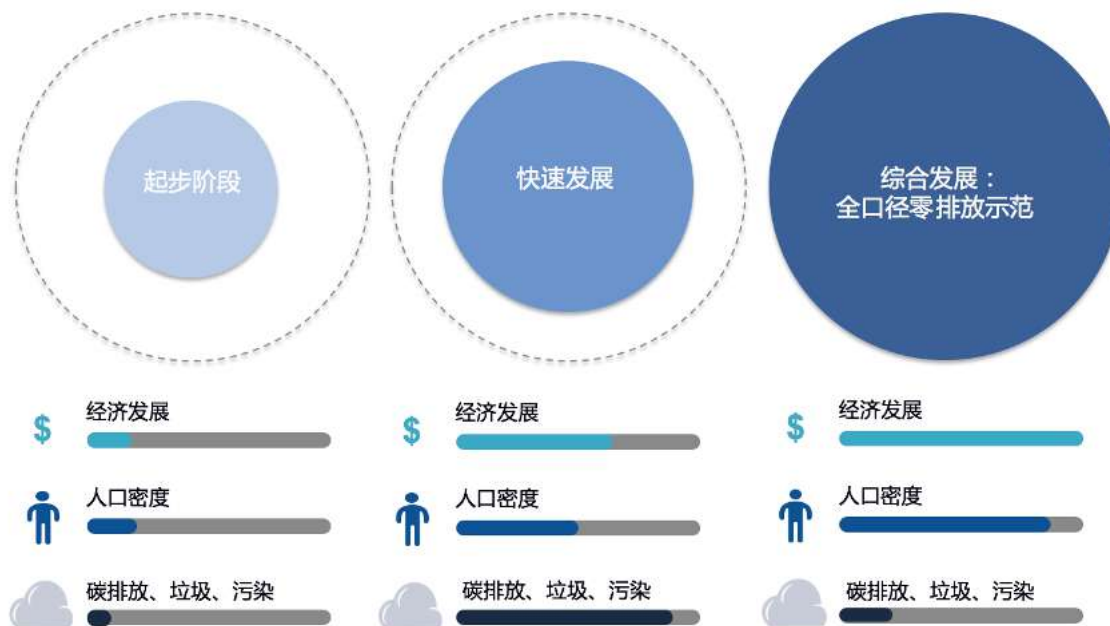 起步阶段
快速发展
综合发展：
全口径零排放示范
$
经济发展
$
经济发展
$
经济发展
人口密度
人口密度
人口密度
碳排放、垃圾、污染
碳排放、垃圾、污染
碳排放、垃圾、污染